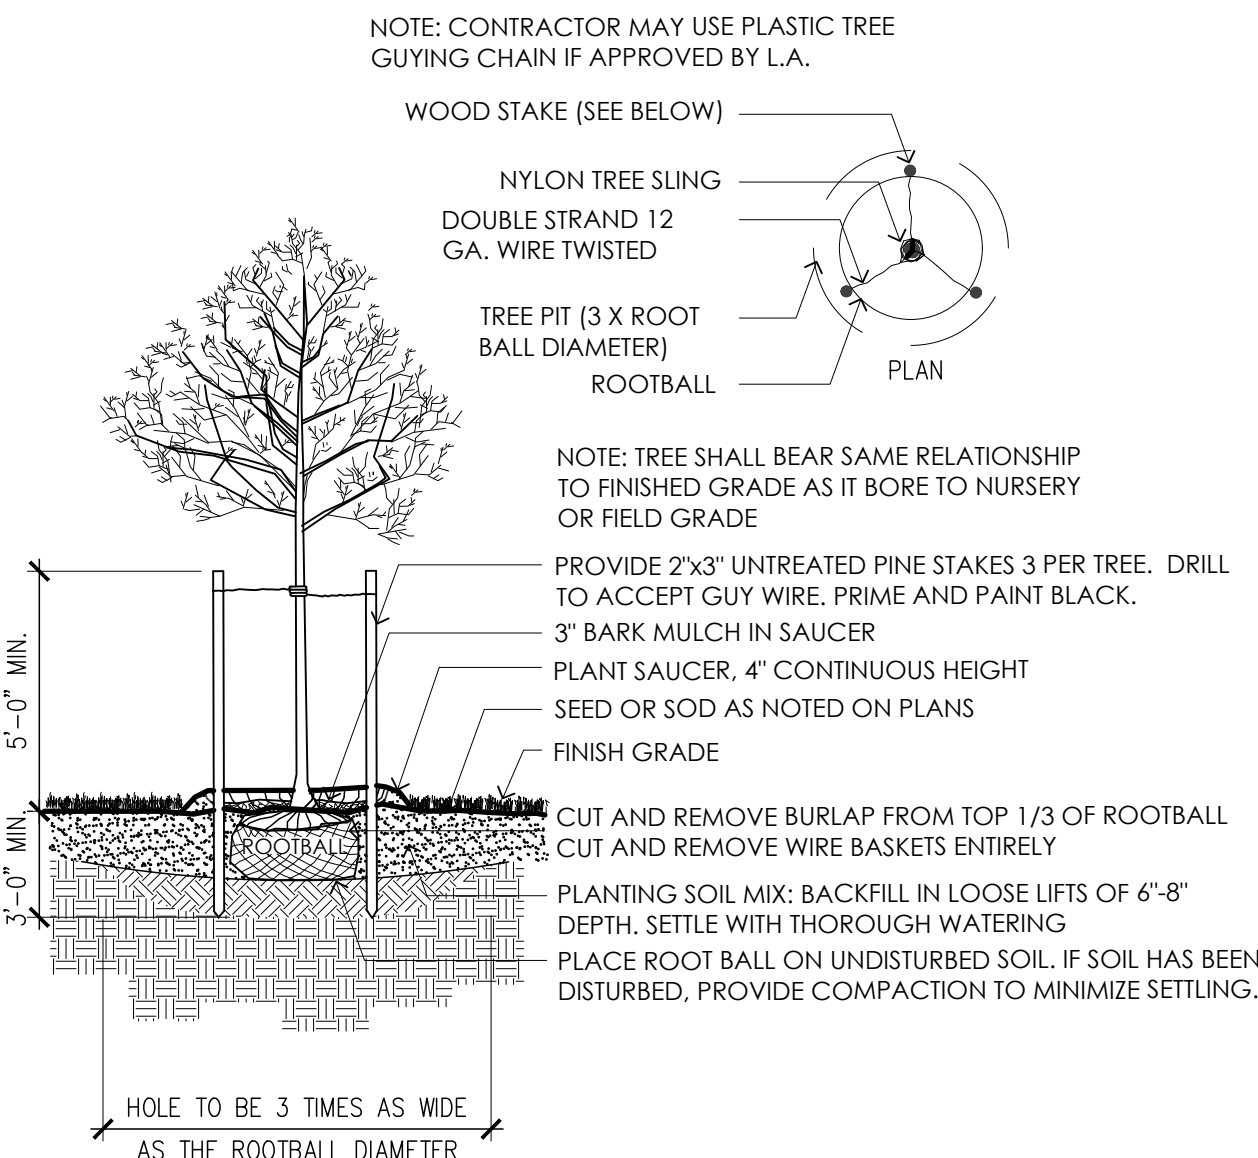 NOTE: CONTRACTOR MAY USE PLASTIC TREE
GUYING CHAIN IF APPROVED BY L.A.
WOOD STAKE (SEE BELOW)
NYLON TREE SLING
DOUBLE STRAND 12
GA. WIRE TWISTED
TREE PIT (3 X ROOT
BALL DIAMETER)
ROOTBALL
PLAN
NOTE: TREE SHALL BEAR SAME RELATIONSHIP
TO FINISHED GRADE AS IT BORE TO NURSERY
OR FIELD GRADE
PROVIDE 2"x3" UNTREATED PINE STAKES 3 PER TREE. DRILL
TO ACCEPT GUY WIRE. PRIME AND PAINT BLACK.
3" BARK MULCH IN SAUCER
PLANT SAUCER, 4" CONTINUOUS HEIGHT
SEED OR SOD AS NOTED ON PLANS
FINISH GRADE
CUT AND REMOVE BURLAP FROM TOP 1/3 OF ROOTBALL
CUT AND REMOVE WIRE BASKETS ENTIRELY
PLANTING SOIL MIX: BACKFILL IN LOOSE LIFTS OF 6"-8"
DEPTH. SETTLE WITH THOROUGH WATERING
PLACE ROOT BALL ON UNDISTURBED SOIL. IF SOIL HAS BEEN
DISTURBED, PROVIDE COMPACTION TO MINIMIZE SETTLING.
5'-0" MIN.
3'-0" MIN.
ROOTBALL
HOLE TO BE 3 TIMES AS WIDE
AS THE ROOTBALL DIAMETER